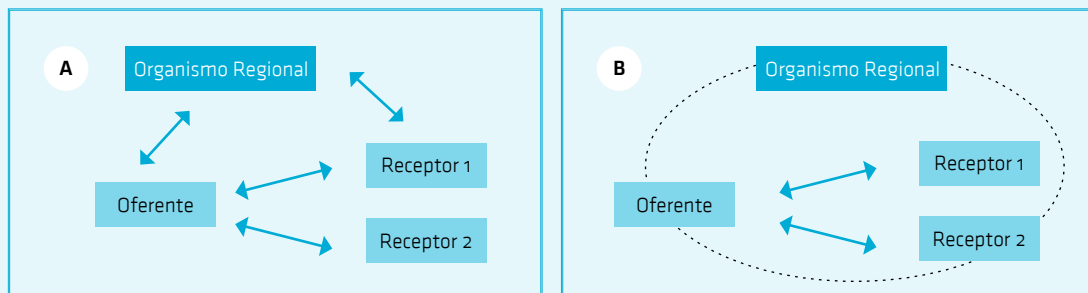 A
Organismo Regional
Receptor 1
Oferente
Receptor 2
B
Organismo Regional
Receptor 1
Oferente
Receptor 2